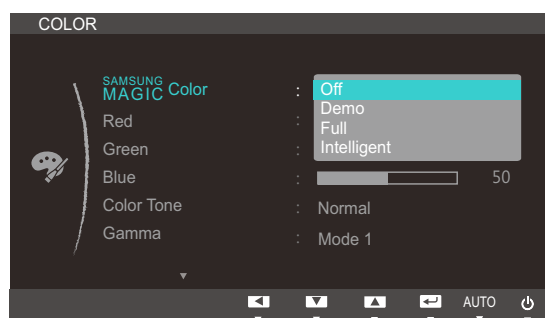 COLOR
SAMSUNG
MAGIC Color : Off
Demo
Red :
Full
Green : Intelligent
Blue : 50
Color Tone : Normal
Gamma : Mode 1
AUTO